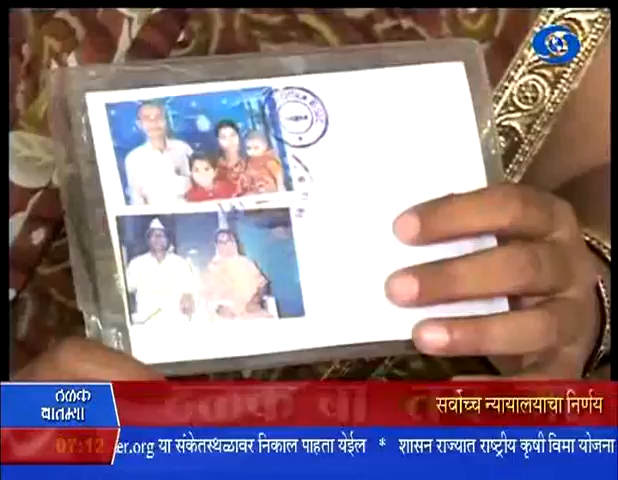 ठळक
बातम्या
सर्वोच्च न्यायालयाचा निर्णय
07:12
er.org या संकेतस्थळावर निकाल पाहता येईल * शासन राज्यात राष्ट्रीय कृषी विमा योजना